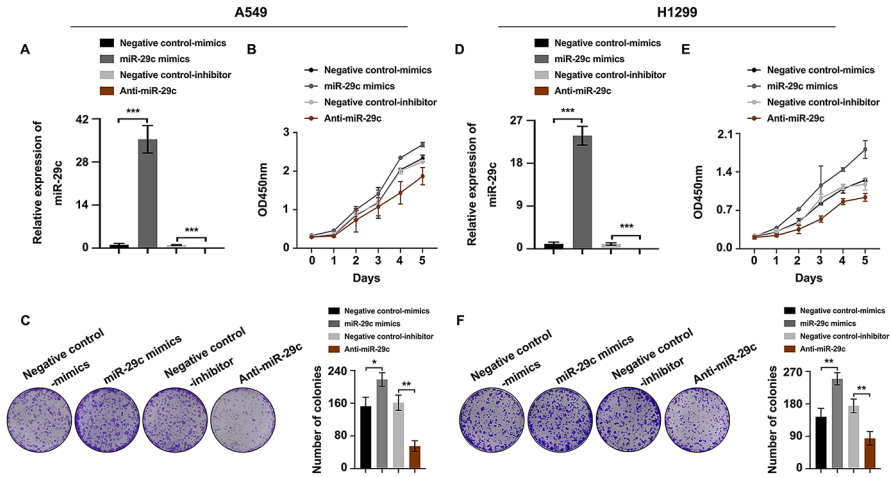 A549
H1299
A
Negative control-mimics
miR-29c mimics
Negative control-inhibitor
Anti-miR-29c
Relative expression of
miR-29c
42
28
14
0
***
***
B
Negative control-mimics
miR-29c mimics
Negative control-inhibitor
Anti-miR-29c
OD450nm
3
2
1
0
0 1 2 3 4 5
Days
D
Negative control-mimics
miR-29c mimics
Negative control-inhibitor
Anti-miR-29c
Relative expression of
miR-29c
27
18
9
0
***
***
E
Negative control-mimics
miR-29c mimics
Negative control-inhibitor
Anti-miR-29c
OD450nm
2.1
1.4
0.7
0.0
0 1 2 3 4 5
Days
C
Negative control
-mimics
miR-29c mimics
Negative control
-inhibitor
Anti-miR-29c
Negative control-mimics
miR-29c mimics
Negative control-inhibitor
Anti-miR-29c
Number of colonies
240
160
80
0
*
**
F
Negative control
-mimics
miR-29c mimics
Negative control
-inhibitor
Anti-miR-29c
Negative control-mimics
miR-29c mimics
Negative control-inhibitor
Anti-miR-29c
Number of colonies
270
180
90
0
**
**